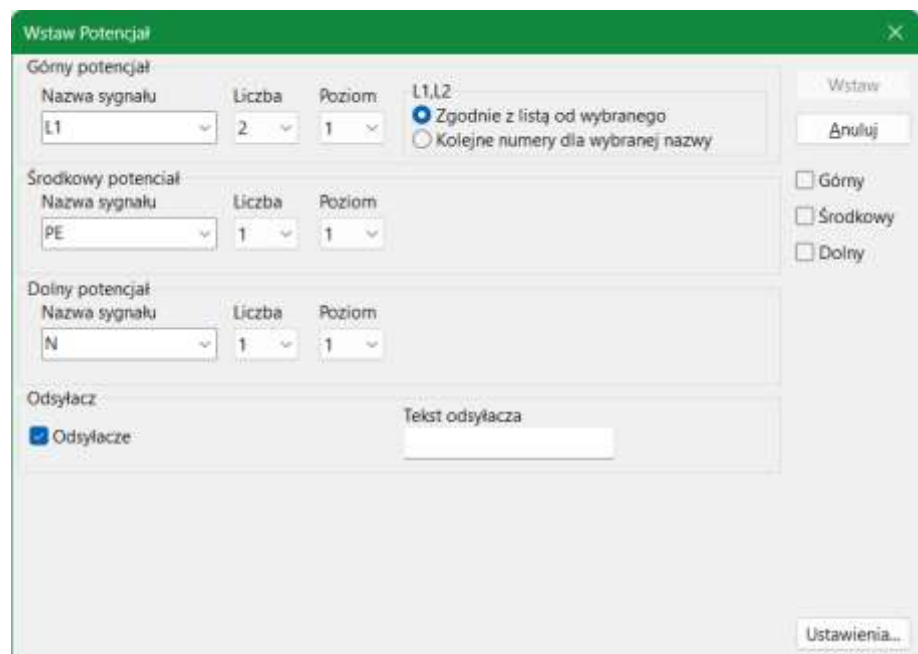 Wstaw Potencjał
Górny potencjał
Nazwa sygnału Liczba Poziom
L1 2 1
L1,L2
Zgodnie z listą od wybranego
Kolejne numery dla wybranej nazwy
Środkowy potenciał
Nazwa sygnału Liczba Poziom
PE 1 1
Dolny potencjał
Nazwa sygnału Liczba Poziom
N 1 1
Odsyłacz
Odsyłacze
Tekst odsyłacza
Wstaw
Anuluj
Górny
Środkowy
Dolny
Ustawienia...